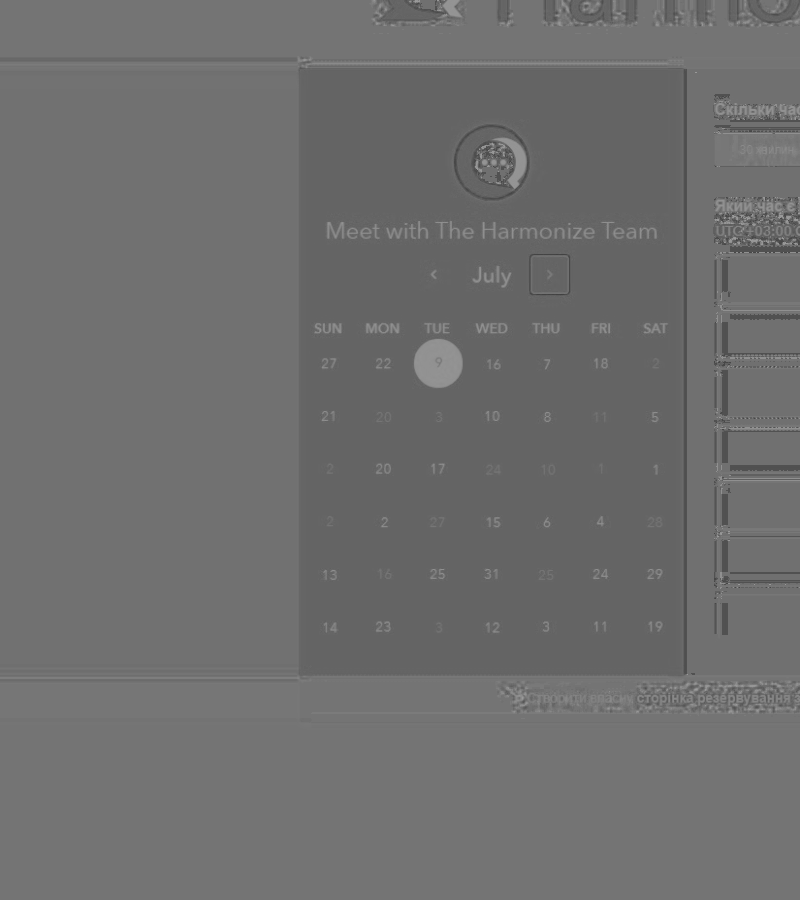 Harmo
Meet with The Harmonize Team
July
SUN MON TUE WED THU FRI SAT
27 22 9 16 7 18 2
21 20 3 10 8 11 5
2 20 17 24 10 1 1
2 2 27 15 6 4 28
13 16 25 31 25 24 29
14 23 3 12 3 11 19
Скільки час
30 хвилин
Який час є
UTC+03:00
Створити власну сторінка резервування з